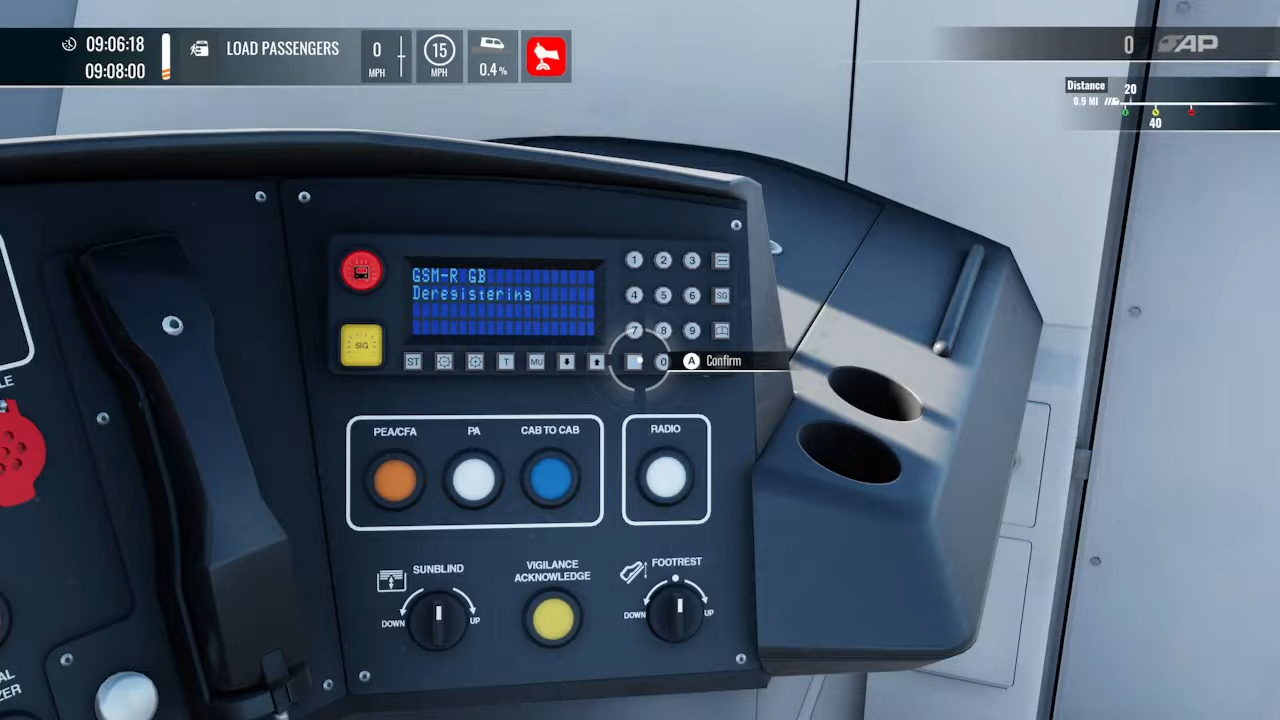 09:06:18
09:08:00
LOAD PASSENGERS
0
MPH
15
MPH
0.4%
0 AP
Distance
0.9 MI
20
40
GSM-R GB
Deregistering
1 2 3
4 5 6 SG
7 8 9
SIG
ST T MU 0
A Confirm
PEA/CFA
PA
CAB TO CAB
RADIO
SUNBLIND
DOWN UP
VIGILANCE
ACKNOWLEDGE
FOOTREST
DOWN UP